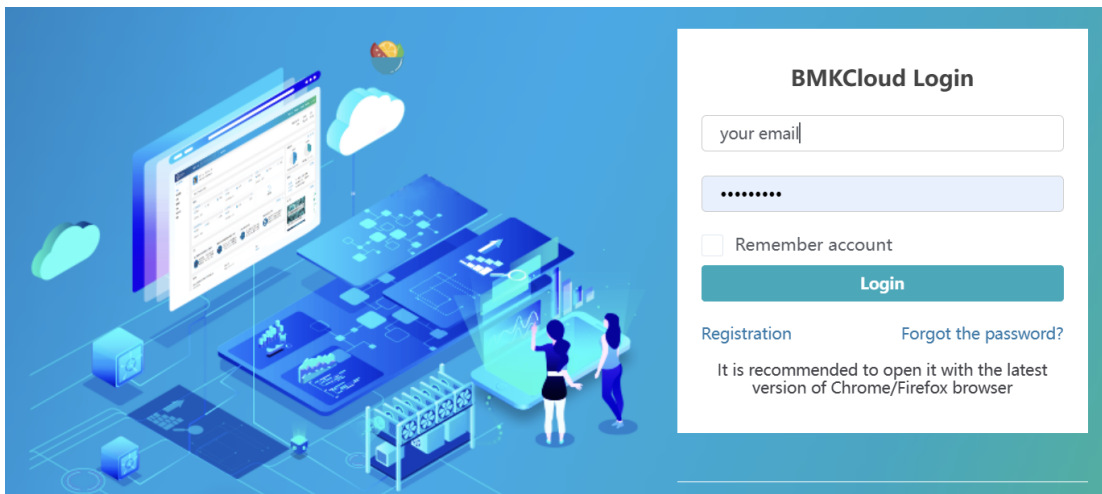 BMKCloud Login
your email
•••••••••
Remember account
Login
Registration
Forgot the password?
It is recommended to open it with the latest
version of Chrome/Firefox browser